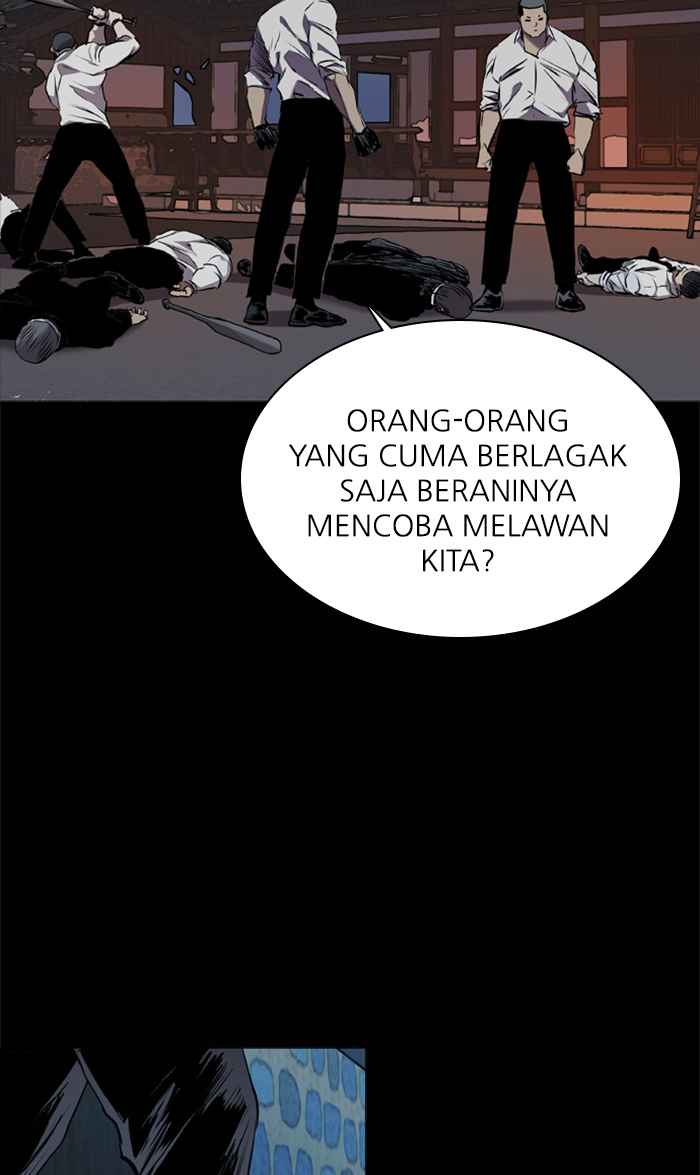 ORANG-ORANG
YANG CUMA BERLAGAK
SAJA BERANINYA
MENCOBA MELAWAN
KITA?